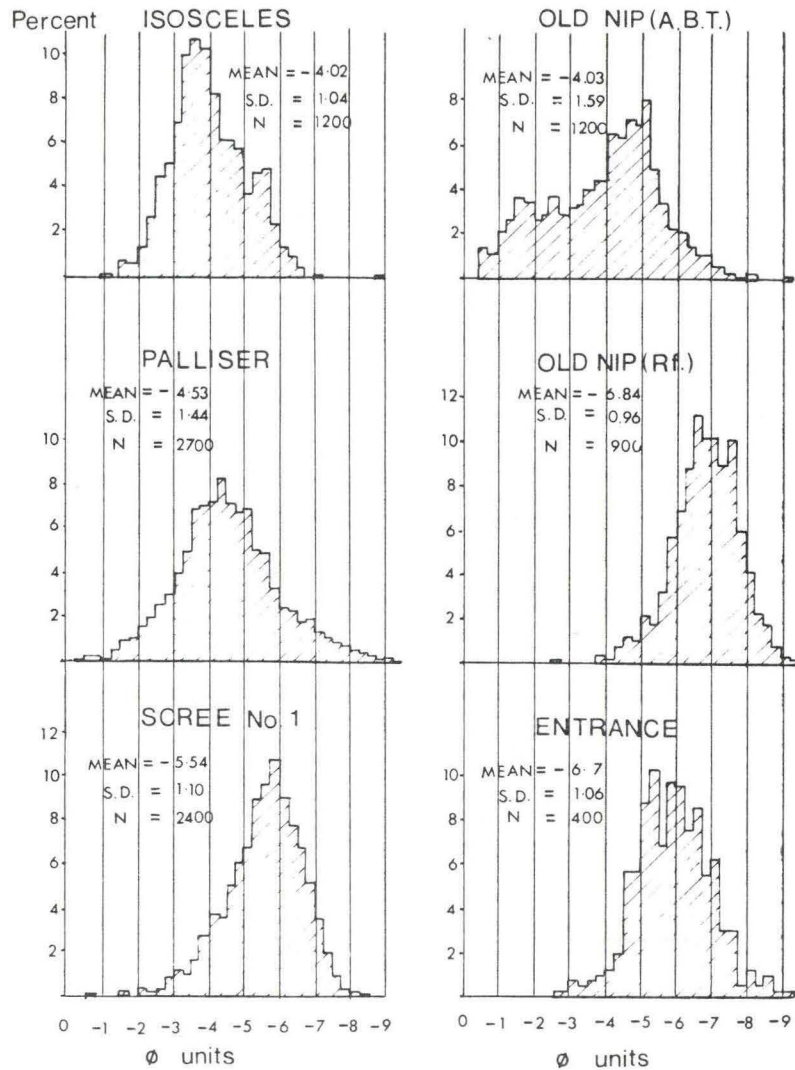 Percent
ISOSCELES
MEAN = -4·02
S.D. = 1·04
N = 1200
10
8
6
4
2
OLD NIP (A.B.T.)
MEAN = -4·03
S.D. = 1·59
N = 1200
8
6
4
2
PALLISER
MEAN = -4·53
S.D. = 1·44
N = 2700
10
8
6
4
2
OLD NIP (Rf.)
MEAN = -6·84
S.D. = 0·96
N = 900
12
10
8
6
4
2
SCREE No. 1
MEAN = -5·54
S.D. = 1·10
N = 2400
10
8
6
4
2
0 -1 -2 -3 -4 -5 -6 -7 -8 -9
ø units
ENTRANCE
MEAN = -6·7
S.D. = 1·06
N = 400
10
8
6
4
2
0 -1 -2 -3 -4 -5 -6 -7 -8 -9
ø units